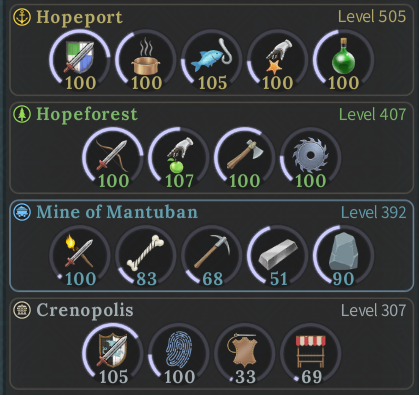 Hopeport Level 505
100 100 105 100 100
Hopeforest Level 407
100 107 100 100
Mine of Mantuban Level 392
100 83 68 51 90
Crenopolis Level 307
105 100 33 69